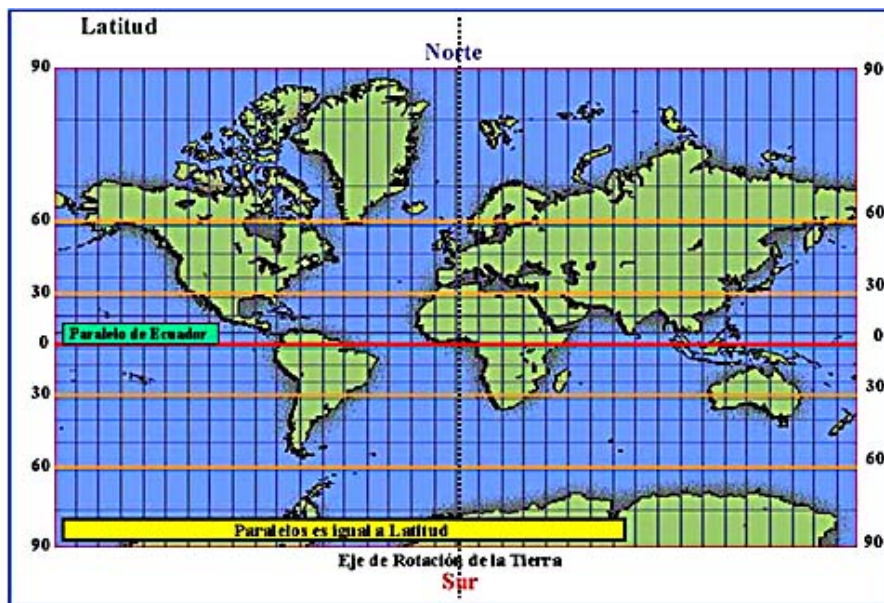 Latitud
Norte
90 90
60 60
30 30
Paralelo de Ecuador
0 0
30 30
60 60
Paralelos es igual a Latitud
90 90
Eje de Rotación de la Tierra
Sur